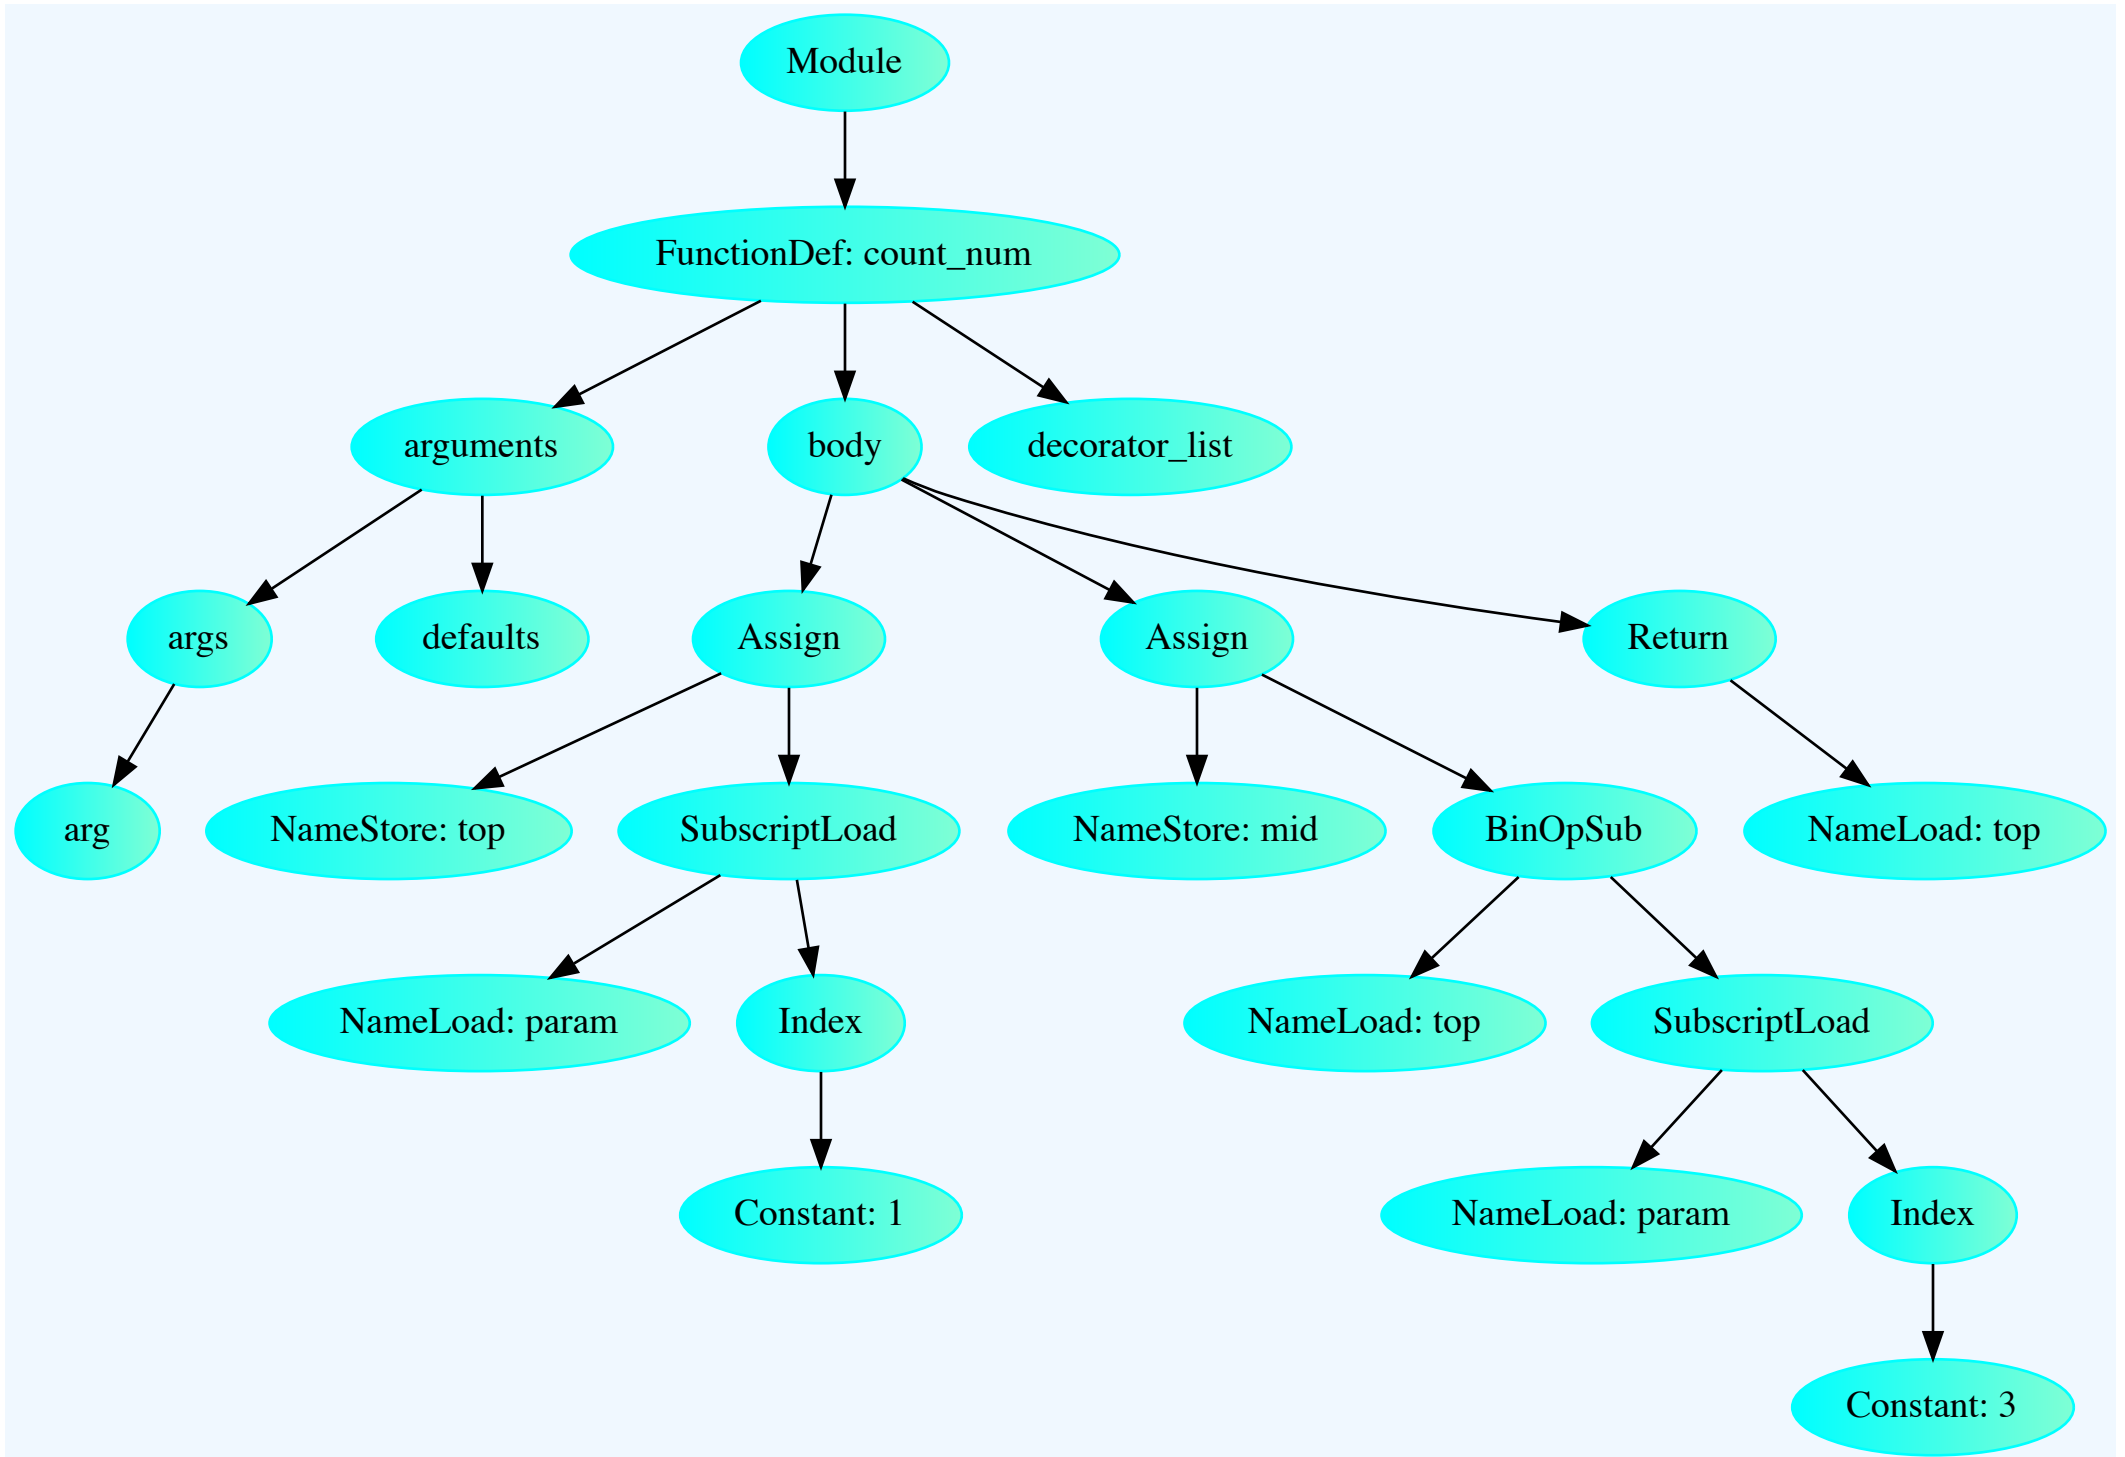 Module
FunctionDef: count_num
arguments
body
decorator_list
args
defaults
Assign
Assign
Return
arg
NameStore: top
SubscriptLoad
NameStore: mid
BinOpSub
NameLoad: top
NameLoad: param
Index
NameLoad: top
SubscriptLoad
Constant: 1
NameLoad: param
Index
Constant: 3